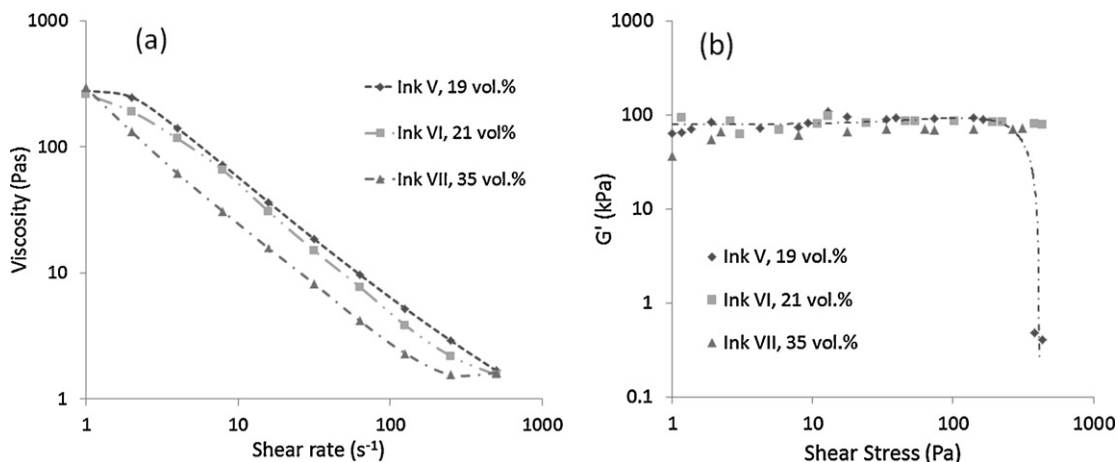 (a)
Viscosity (Pas)
1000
100
10
1
1
10
100
1000
Shear rate (s⁻¹)
Ink V, 19 vol.%
Ink VI, 21 vol%
Ink VII, 35 vol.%
(b)
G' (kPa)
1000
100
10
1
0.1
1
10
100
1000
Shear Stress (Pa)
Ink V, 19 vol.%
Ink VI, 21 vol.%
Ink VII, 35 vol.%